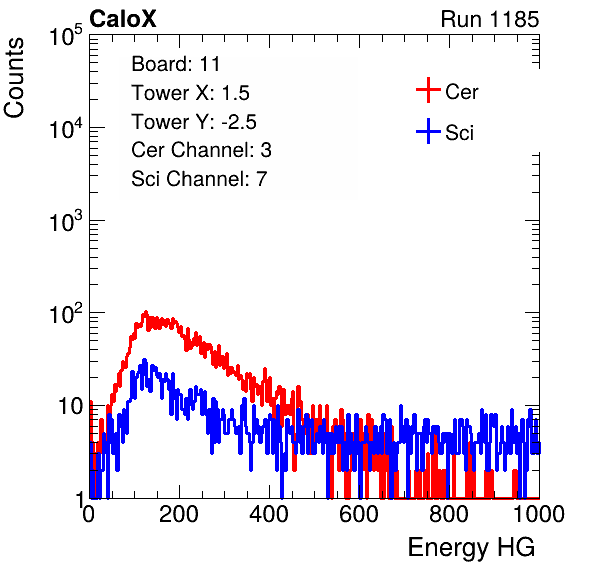 CaloX
Run 1185
Counts
Board: 11
Tower X: 1.5
Tower Y: -2.5
Cer Channel: 3
Sci Channel: 7
Cer
Sci
10^5
10^4
10^3
10^2
10
1
0 200 400 600 800 1000
Energy HG